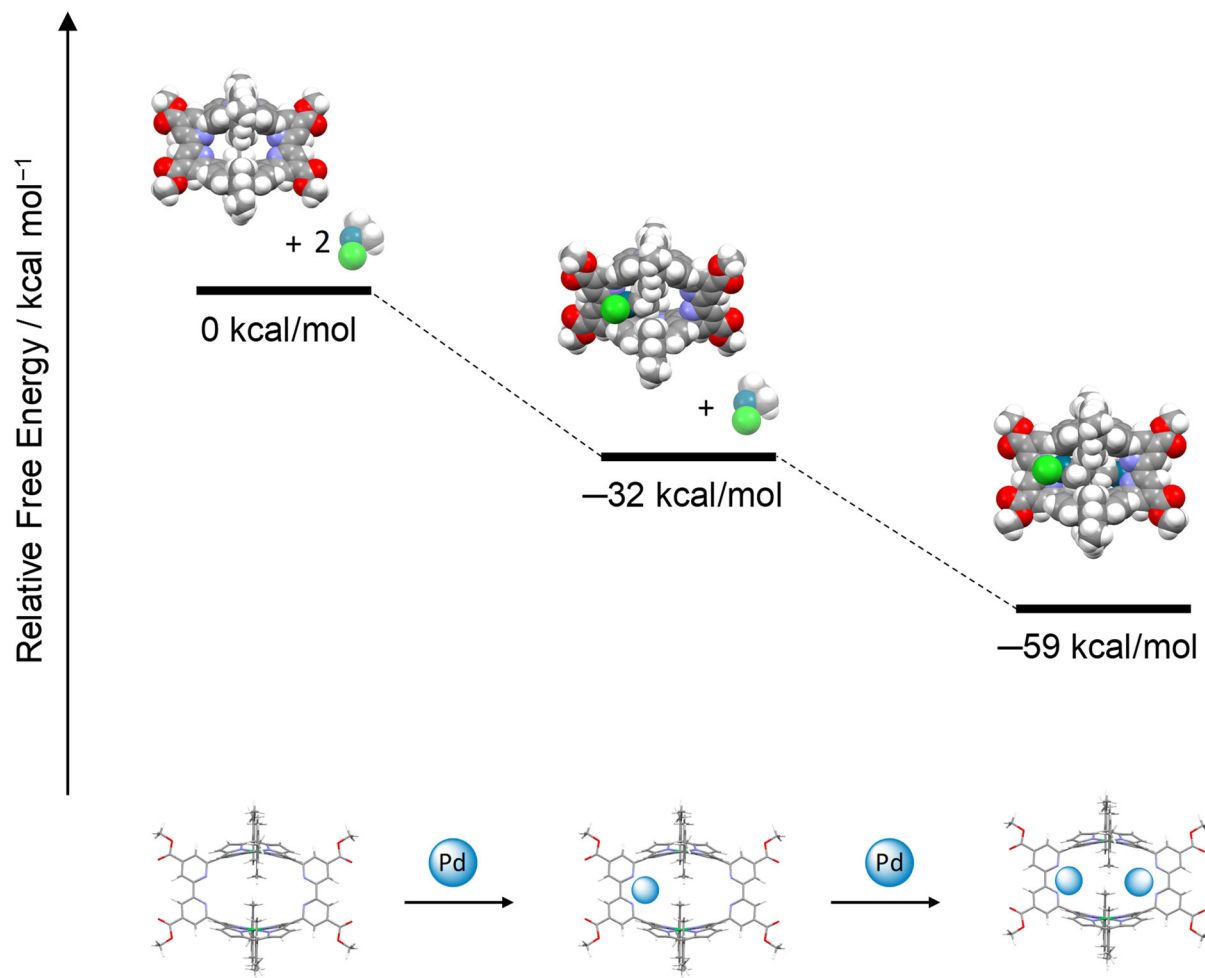 Relative Free Energy / kcal mol⁻¹
+ 2
0 kcal/mol
+
—32 kcal/mol
—59 kcal/mol
Pd
Pd